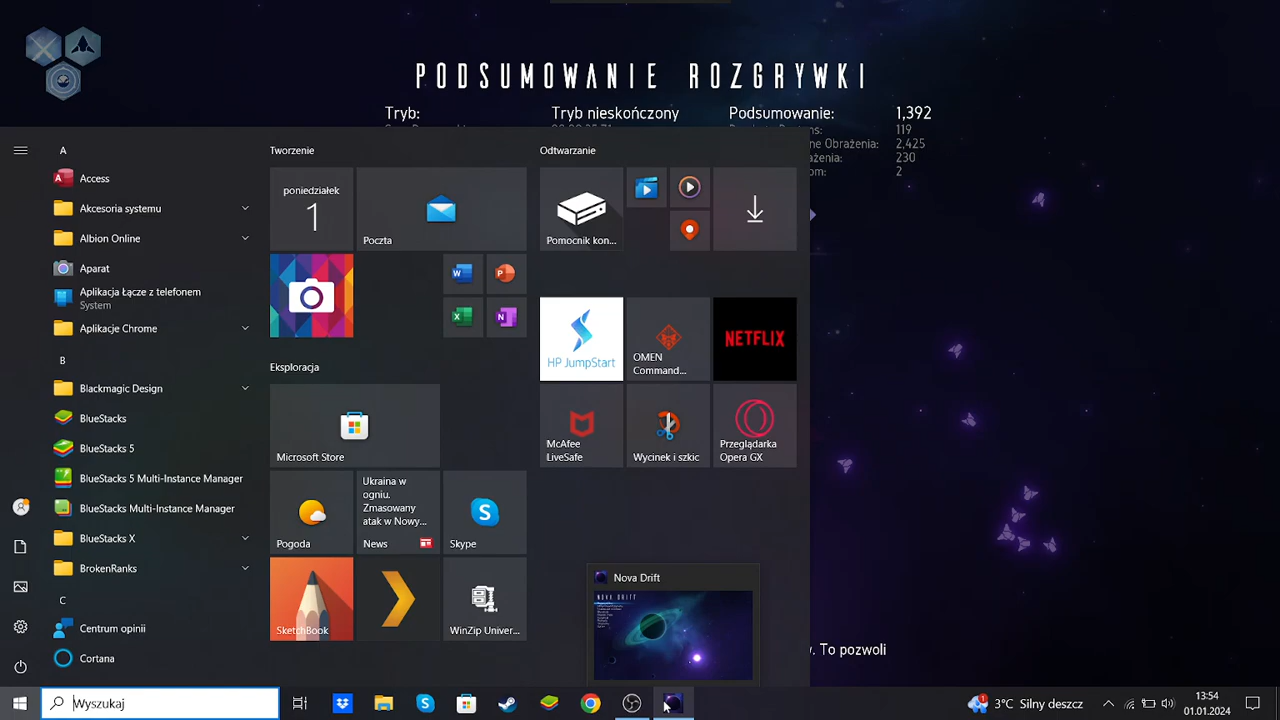 PODSUMOWANIE ROZGRYWKI
Tryb: Tryb nieskończony Podsumowanie: 1,392
119
ne Obrażenia: 2,425
230
2
A
Access
Akcesoria systemu
Albion Online
Aparat
Aplikacja Łącze z telefonem
System
Aplikacje Chrome
B
Blackmagic Design
BlueStacks
BlueStacks 5
BlueStacks 5 Multi-Instance Manager
BlueStacks Multi-Instance Manager
BlueStacks X
BrokenRanks
C
Centrum opinii
Cortana
Tworzenie
poniedziałek
1
Poczta
Eksploracja
Microsoft Store
Pogoda
Ukraina w
ogniu.
Zmasowany
atak w Nowy...
News
Skype
SketchBook
WinZip Univer...
Odtwarzanie
Pomocnik kon...
HP JumpStart
OMEN
Command...
NETFLIX
McAfee
LiveSafe
Wycinek i szkic
Przeglądarka
Opera GX
Nova Drift
NOVA DRIFT
. To pozwoli
Wyszukaj
1
3°C Silny deszcz
13:54
01.01.2024